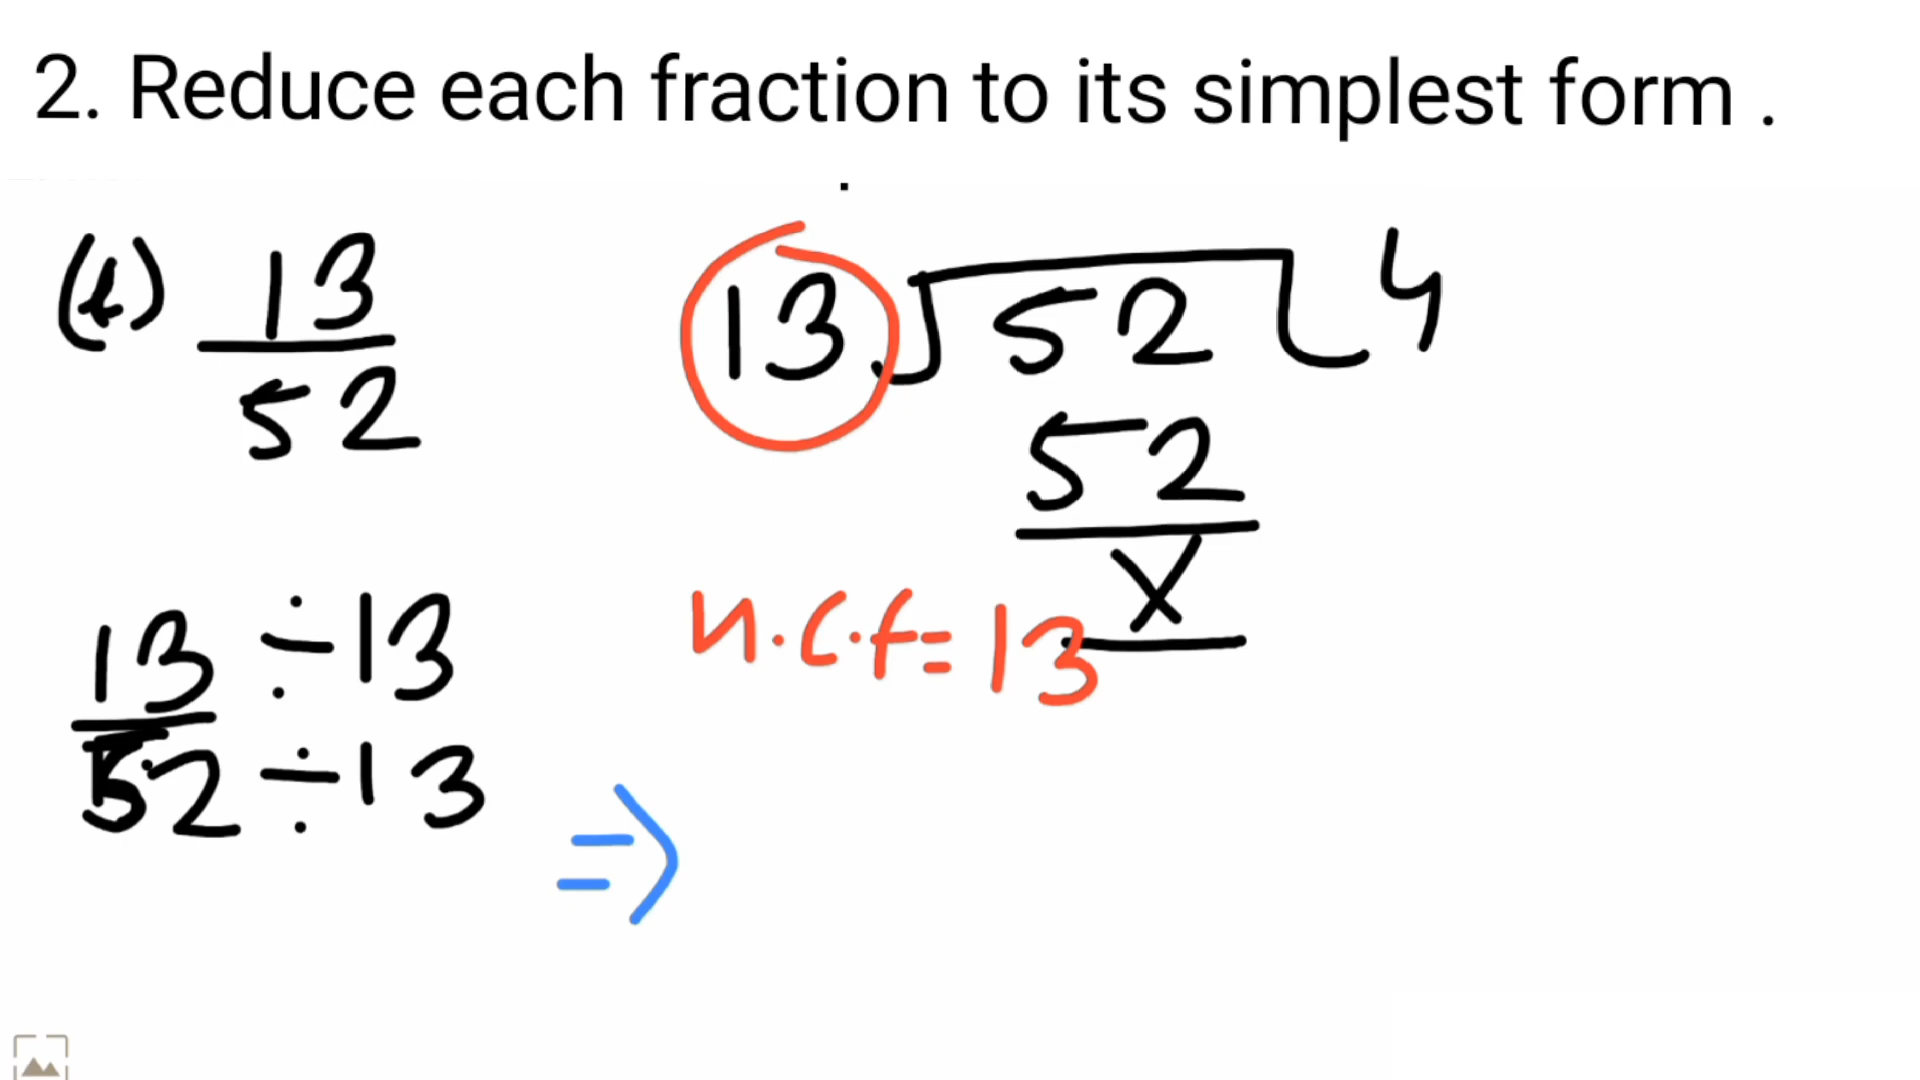 2. Reduce each fraction to its simplest form .
13
52
13)52(4
52
x
H.C.f=13
13÷13
52÷13
=>